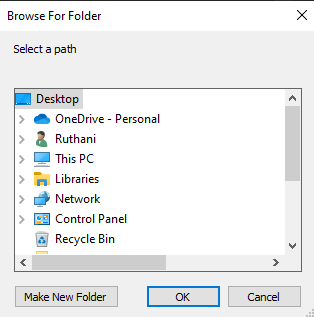 Browse For Folder
Select a path
Desktop
OneDrive - Personal
Ruthani
This PC
Libraries
Network
Control Panel
Recycle Bin
Make New Folder
OK
Cancel